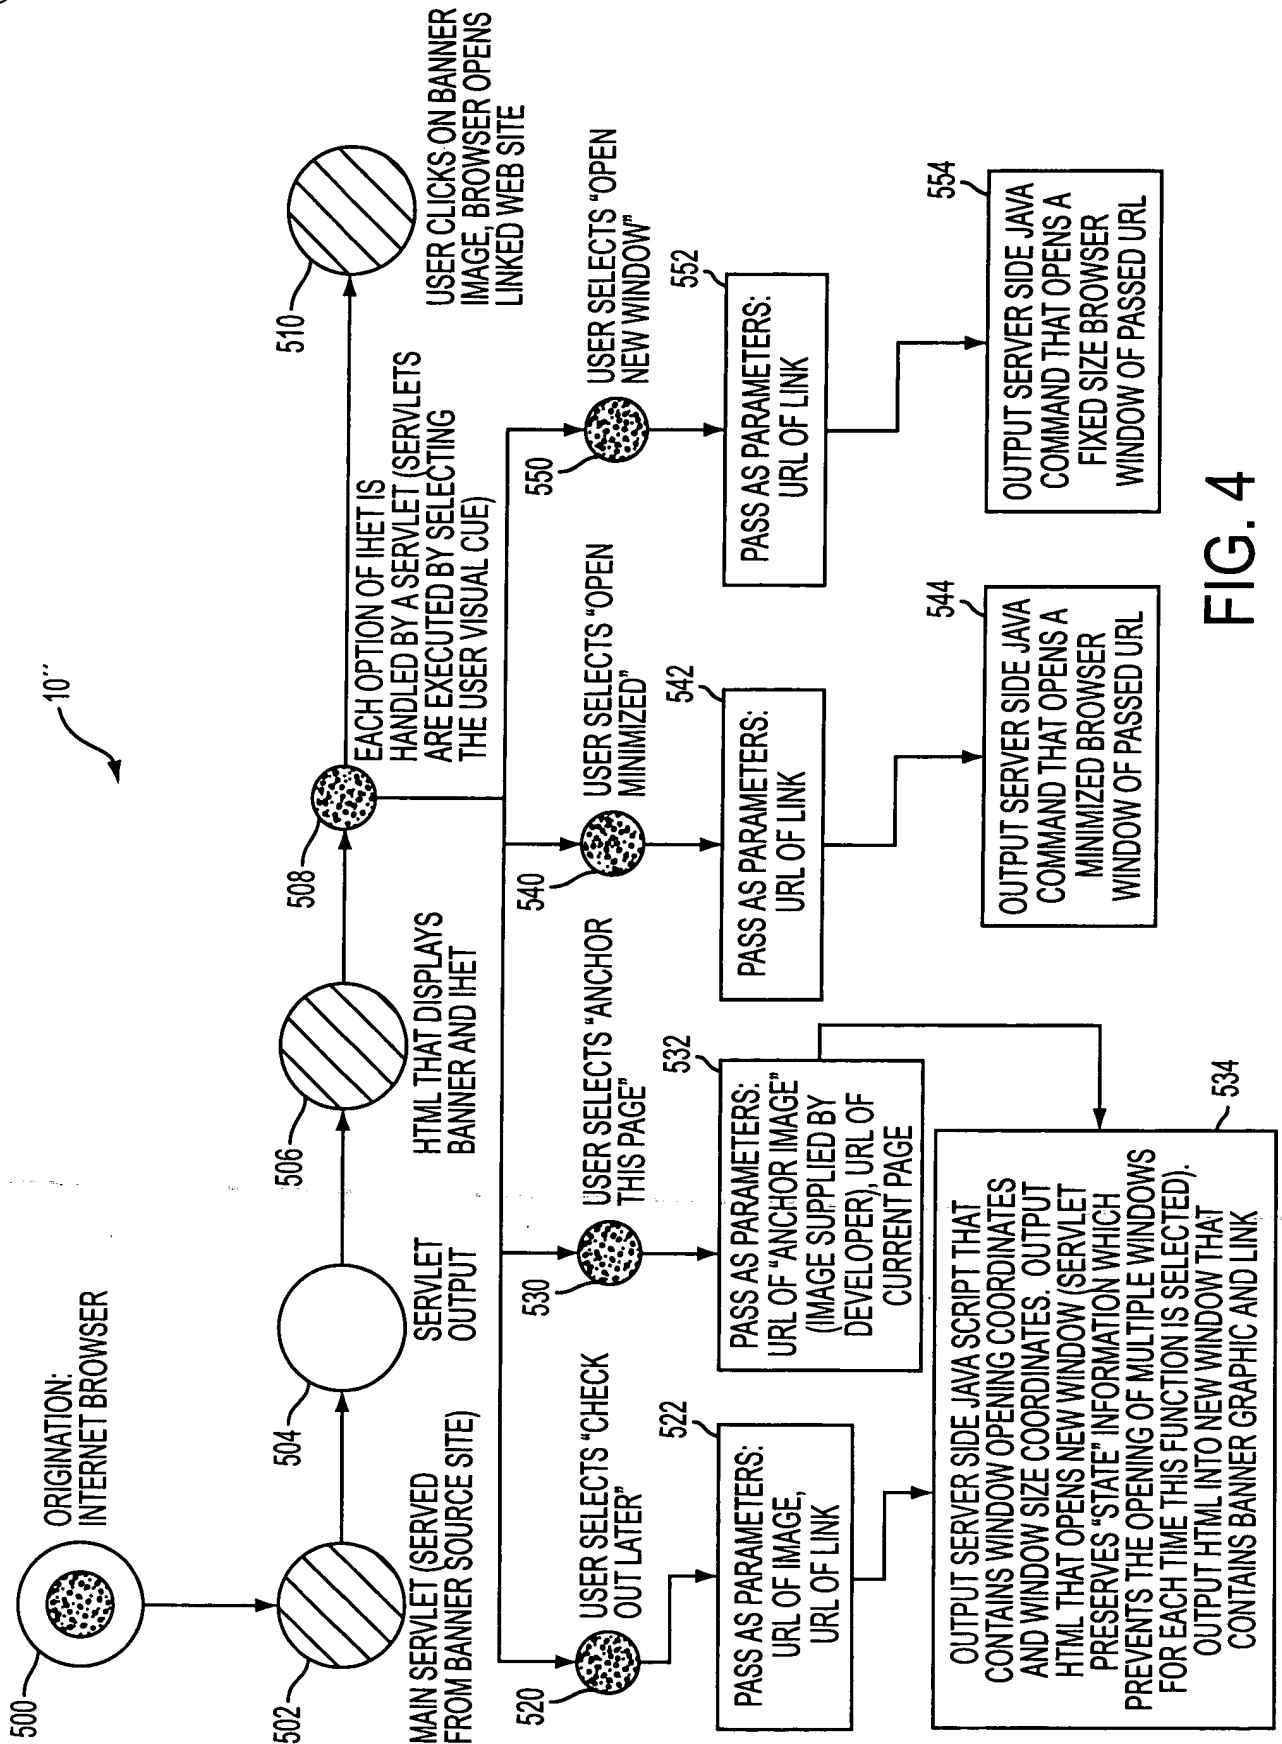 10''
500
ORIGINATION:
INTERNET BROWSER
502
MAIN SERVLET (SERVED
FROM BANNER SOURCE SITE)
504
SERVLET
OUTPUT
506
HTML THAT DISPLAYS
BANNER AND IHET
508
EACH OPTION OF IHET IS
HANDLED BY A SERVLET (SERVLETS
ARE EXECUTED BY SELECTING
THE USER VISUAL CUE)
510
USER CLICKS ON BANNER
IMAGE, BROWSER OPENS
LINKED WEB SITE
520
USER SELECTS "CHECK
OUT LATER"
530
USER SELECTS "ANCHOR
THIS PAGE"
540
USER SELECTS "OPEN
MINIMIZED"
550
USER SELECTS "OPEN
NEW WINDOW"
522
PASS AS PARAMETERS:
URL OF IMAGE,
URL OF LINK
532
PASS AS PARAMETERS:
URL OF "ANCHOR IMAGE"
(IMAGE SUPPLIED BY
DEVELOPER), URL OF
CURRENT PAGE
542
PASS AS PARAMETERS:
URL OF LINK
552
PASS AS PARAMETERS:
URL OF LINK
534
OUTPUT SERVER SIDE JAVA SCRIPT THAT
CONTAINS WINDOW OPENING COORDINATES
AND WINDOW SIZE COORDINATES. OUTPUT
HTML THAT OPENS NEW WINDOW (SERVLET
PRESERVES "STATE" INFORMATION WHICH
PREVENTS THE OPENING OF MULTIPLE WINDOWS
FOR EACH TIME THIS FUNCTION IS SELECTED).
OUTPUT HTML INTO NEW WINDOW THAT
CONTAINS BANNER GRAPHIC AND LINK
544
OUTPUT SERVER SIDE JAVA
COMMAND THAT OPENS A
MINIMIZED BROWSER
WINDOW OF PASSED URL
554
OUTPUT SERVER SIDE JAVA
COMMAND THAT OPENS A
FIXED SIZE BROWSER
WINDOW OF PASSED URL
FIG. 4